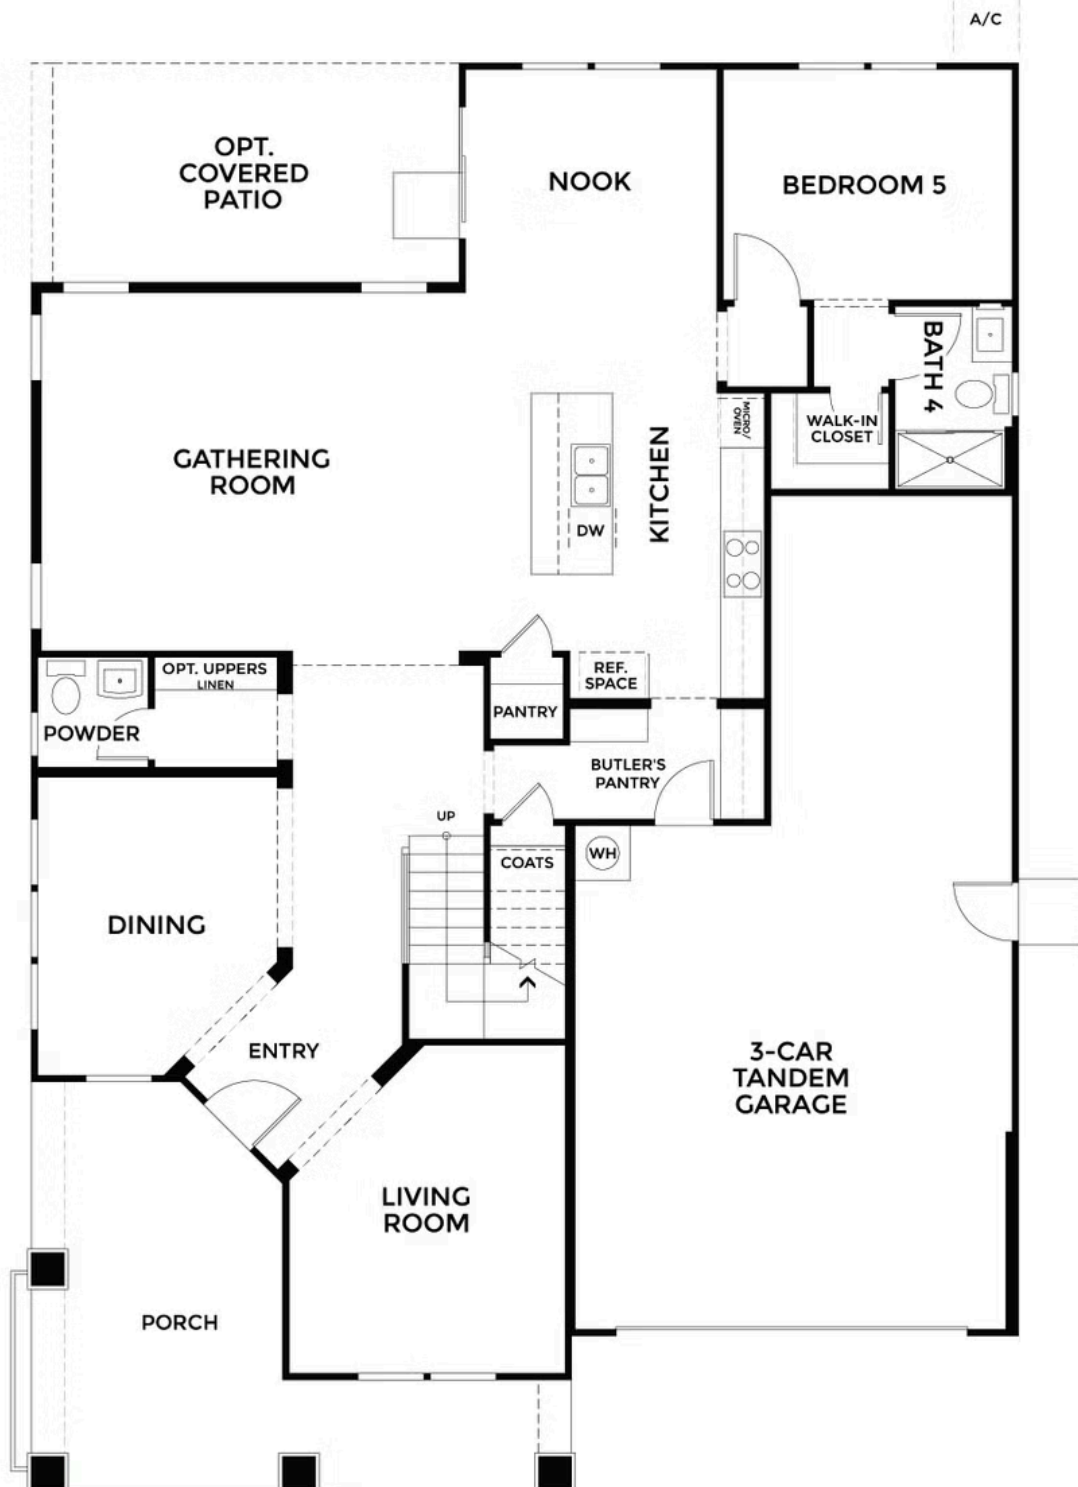 A/C
OPT.
COVERED
PATIO
NOOK
BEDROOM 5
BATH 4
MICRO/
OVEN
WALK-IN
CLOSET
GATHERING
ROOM
KITCHEN
DW
OPT. UPPERS
LINEN
REF.
SPACE
PANTRY
POWDER
BUTLER'S
PANTRY
UP
COATS
WH
DINING
ENTRY
3-CAR
TANDEM
GARAGE
LIVING
ROOM
PORCH